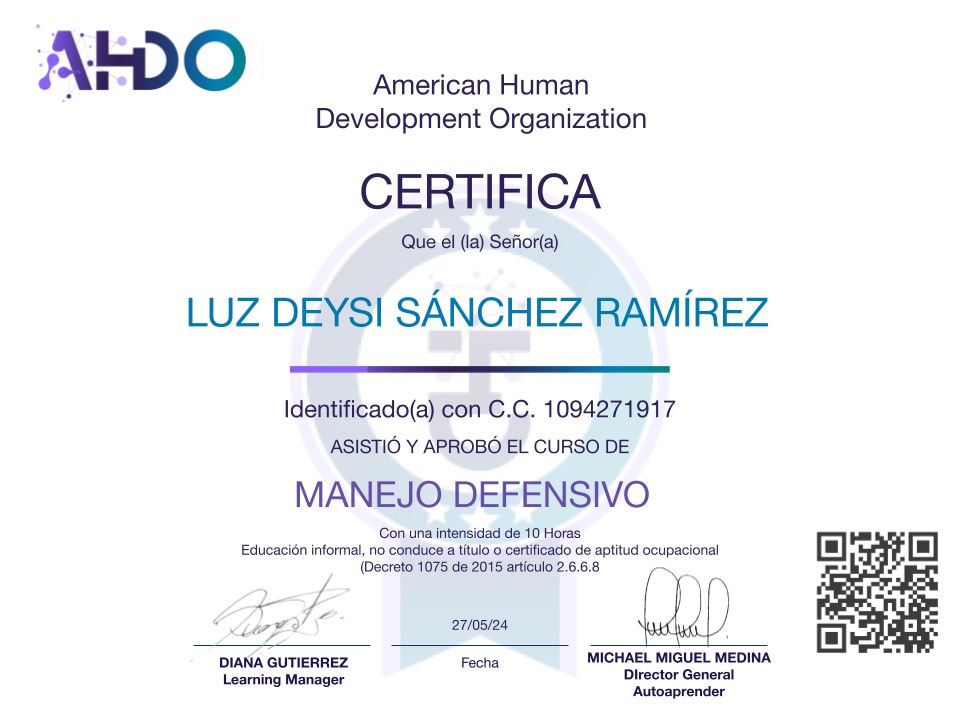 AHDO
American Human
Development Organization
CERTIFICA
Que el (la) Señor(a)
LUZ DEYSI SÁNCHEZ RAMÍREZ
Identificado(a) con C.C. 1094271917
ASISTIÓ Y APROBÓ EL CURSO DE
MANEJO DEFENSIVO
Con una intensidad de 10 Horas
Educación informal, no conduce a título o certificado de aptitud ocupacional
(Decreto 1075 de 2015 artículo 2.6.6.8
27/05/24
DIANA GUTIERREZ
Learning Manager
Fecha
MICHAEL MIGUEL MEDINA
DIrector General
Autoaprender